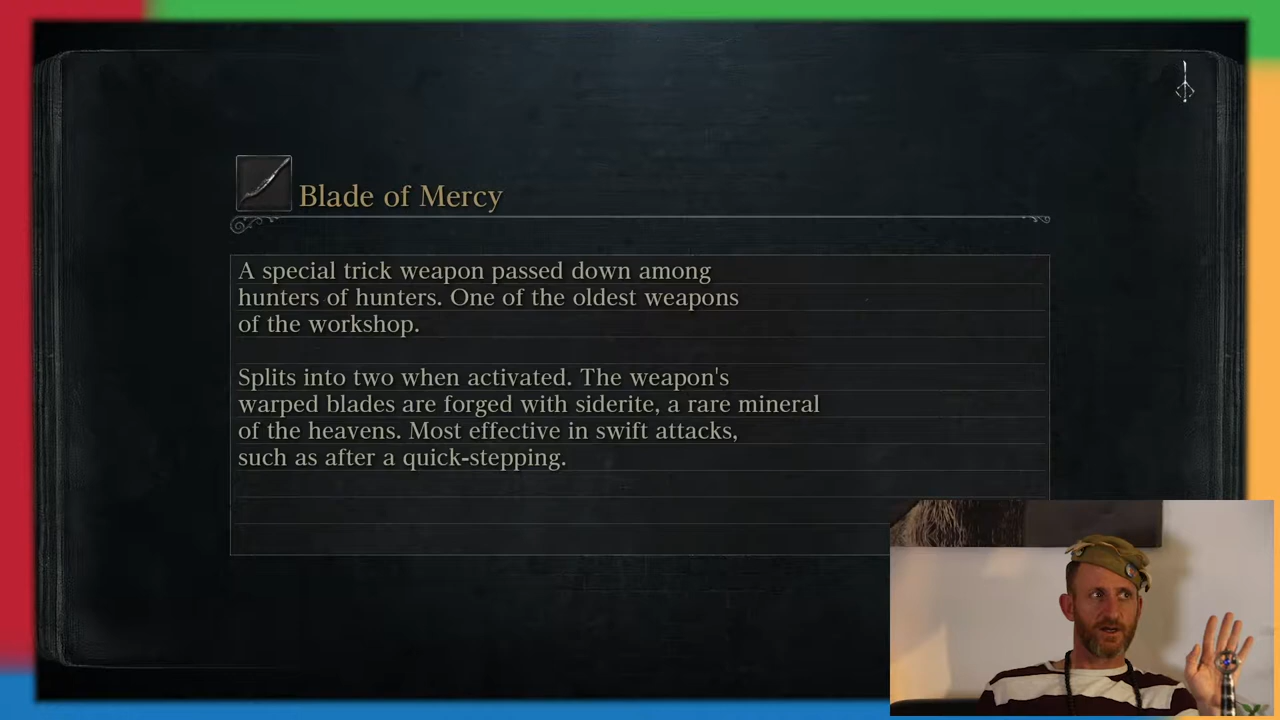 Blade of Mercy
A special trick weapon passed down among
hunters of hunters. One of the oldest weapons
of the workshop.
Splits into two when activated. The weapon's
warped blades are forged with siderite, a rare mineral
of the heavens. Most effective in swift attacks,
such as after a quick-stepping.